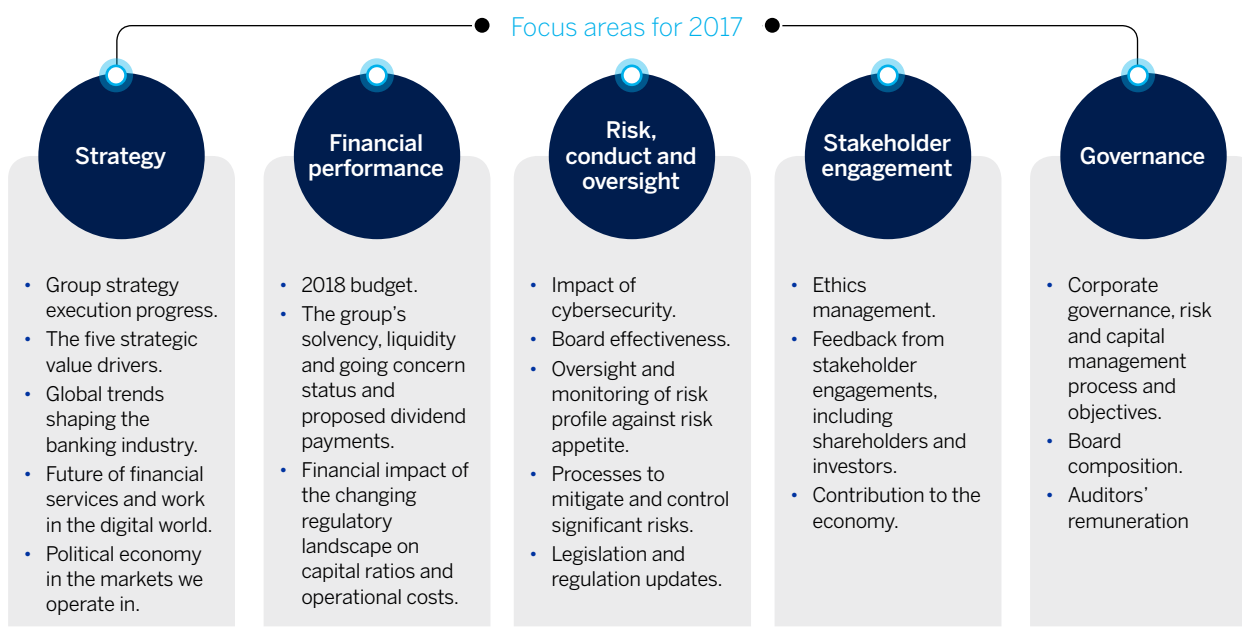 Focus areas for 2017
Strategy
• Group strategy
execution progress.
• The five strategic
value drivers.
• Global trends
shaping the
banking industry.
• Future of financial
services and work
in the digital world.
• Political economy
in the markets we
operate in.
Financial
performance
• 2018 budget.
• The group's
solvency, liquidity
and going concern
status and
proposed dividend
payments.
• Financial impact of
the changing
regulatory
landscape on
capital ratios and
operational costs.
Risk,
conduct and
oversight
• Impact of
cybersecurity.
• Board effectiveness.
• Oversight and
monitoring of risk
profile against risk
appetite.
• Processes to
mitigate and control
significant risks.
• Legislation and
regulation updates.
Stakeholder
engagement
• Ethics
management.
• Feedback from
stakeholder
engagements,
including
shareholders and
investors.
• Contribution to the
economy.
Governance
• Corporate
governance, risk
and capital
management
process and
objectives.
• Board
composition.
• Auditors'
remuneration